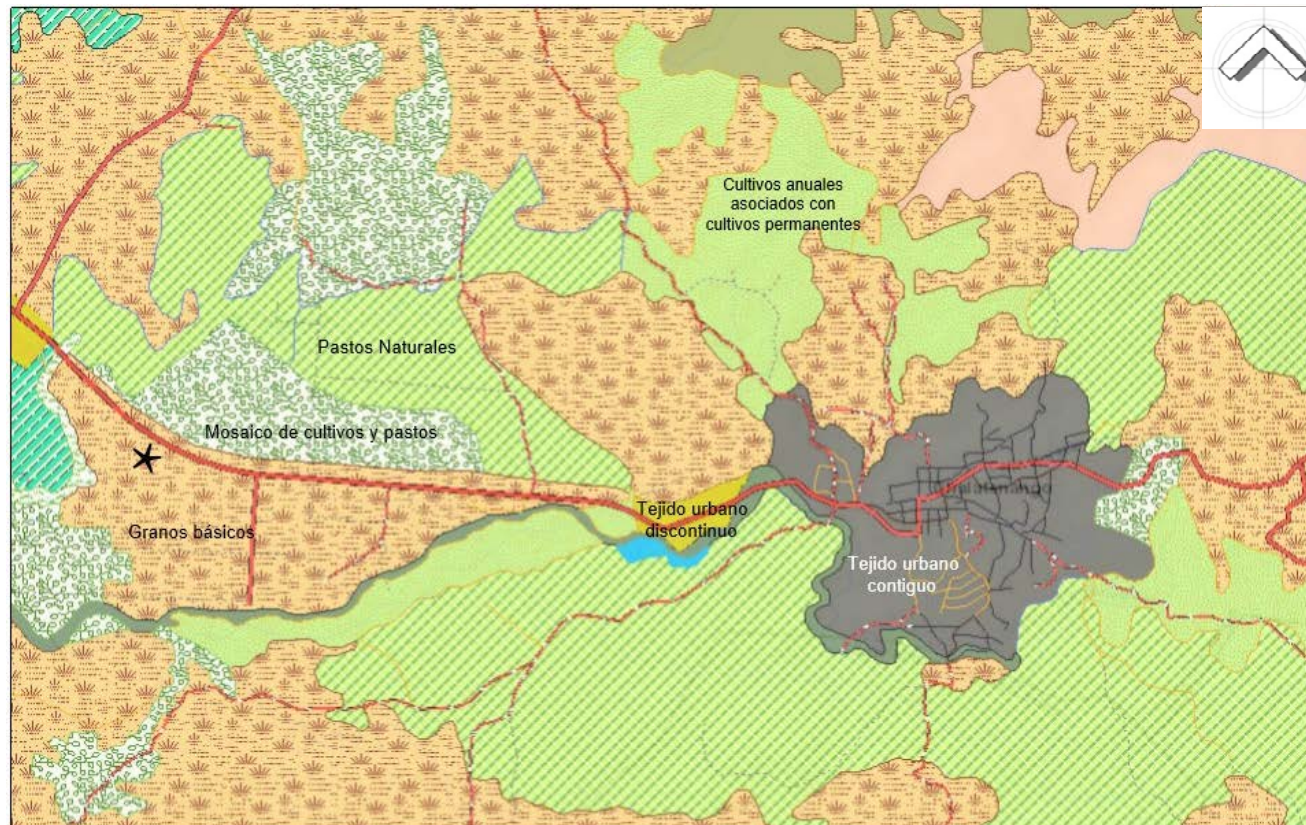 Cultivos anuales
asociados con
cultivos permanentes
Pastos Naturales
Mosaico de cultivos y pastos
Granos básicos
Tejido urbano
discontinuo
Tejido urbano
contiguo